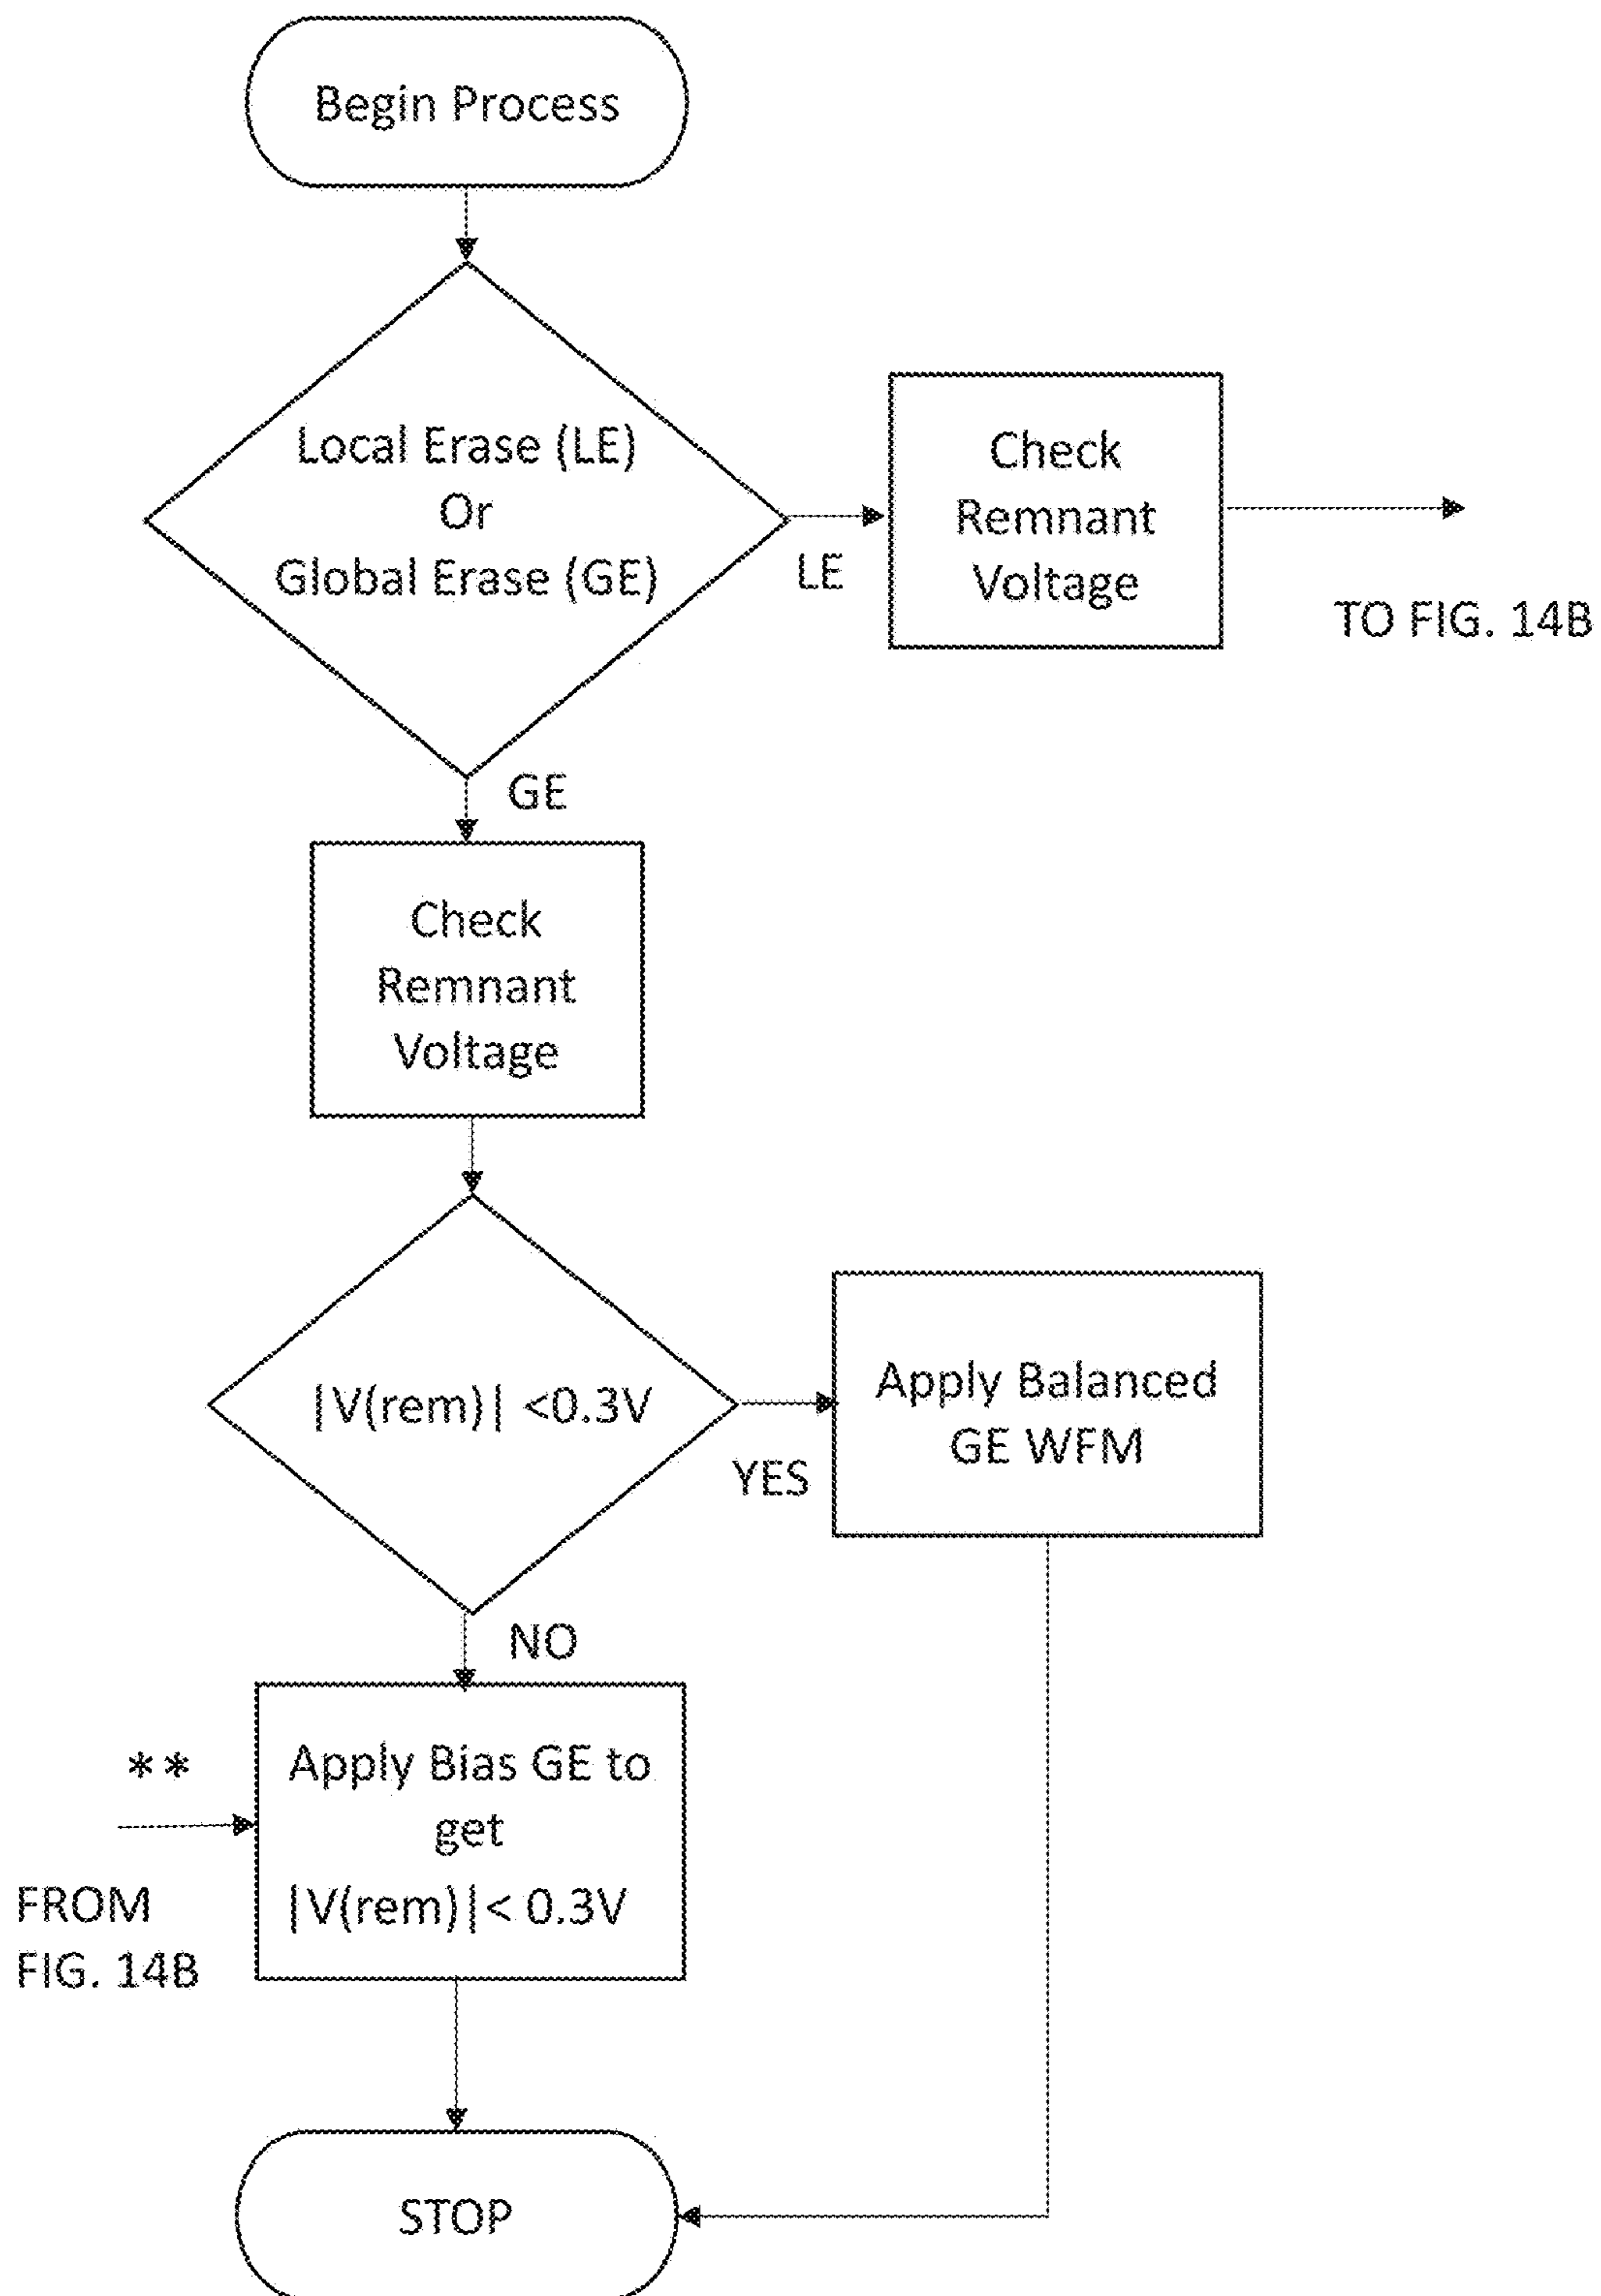 Begin Process
Local Erase (LE)
Or
Global Erase (GE)
LE
Check
Remnant
Voltage
TO FIG. 14B
GE
Check
Remnant
Voltage
|V(rem)| <0.3V
YES
Apply Balanced
GE WFM
NO
**
FROM
FIG. 14B
Apply Bias GE to
get
|V(rem)|< 0.3V
STOP